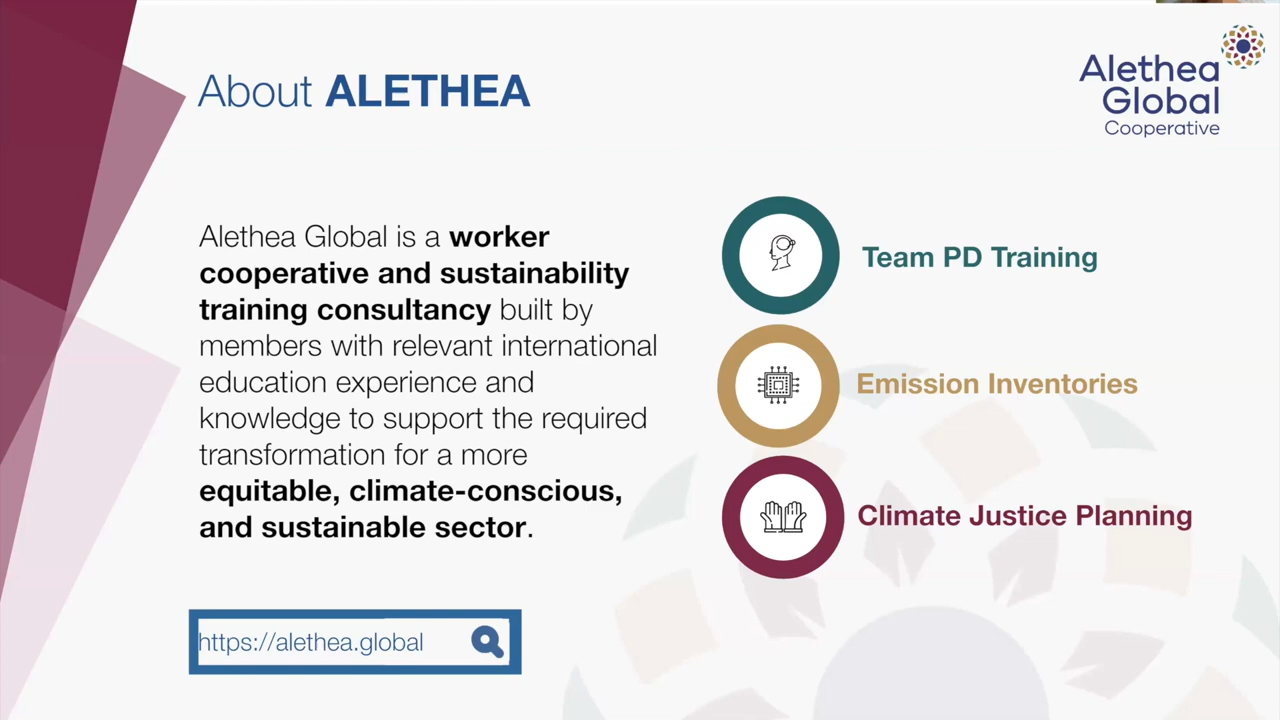 About ALETHEA
Alethea
Global
Cooperative
Alethea Global is a worker
cooperative and sustainability
training consultancy built by
members with relevant international
education experience and
knowledge to support the required
transformation for a more
equitable, climate-conscious,
and sustainable sector.
Team PD Training
Emission Inventories
Climate Justice Planning
https://alethea.global